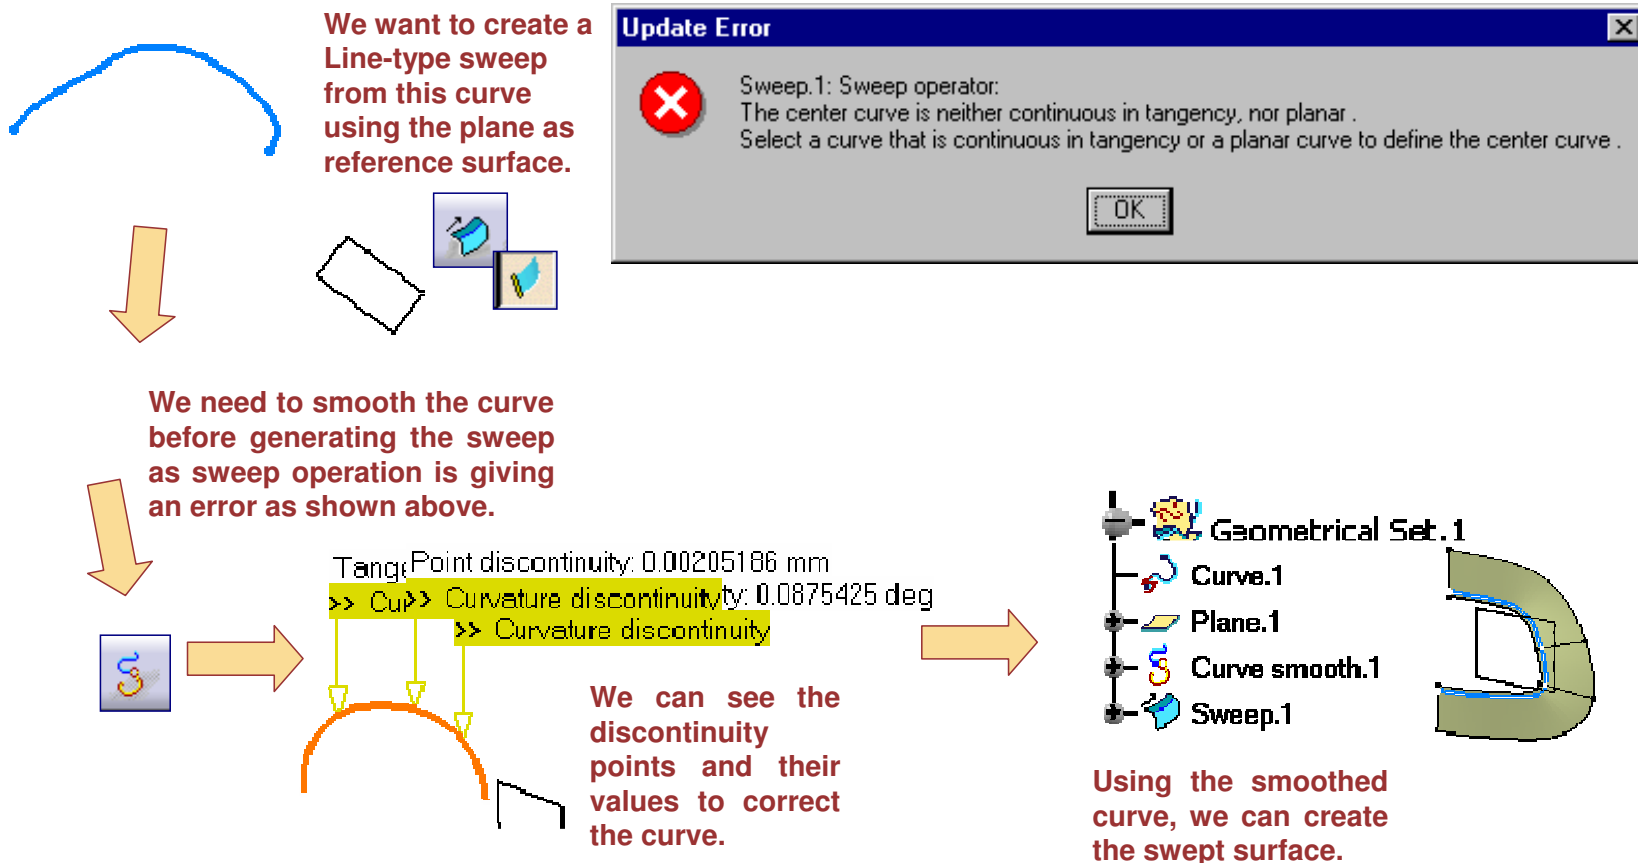 We want to create a
Line-type sweep
from this curve
using the plane as
reference surface.
Update Error
Sweep.1: Sweep operator:
The center curve is neither continuous in tangency, nor planar .
Select a curve that is continuous in tangency or a planar curve to define the center curve .
OK
We need to smooth the curve
before generating the sweep
as sweep operation is giving
an error as shown above.
Point discontinuity: 0.00205186 mm
>> Curvature discontinuity
0.0875425 deg
>> Curvature discontinuity
We can see the
discontinuity
points and their
values to correct
the curve.
Geometrical Set.1
Curve.1
Plane.1
Curve smooth.1
Sweep.1
Using the smoothed
curve, we can create
the swept surface.